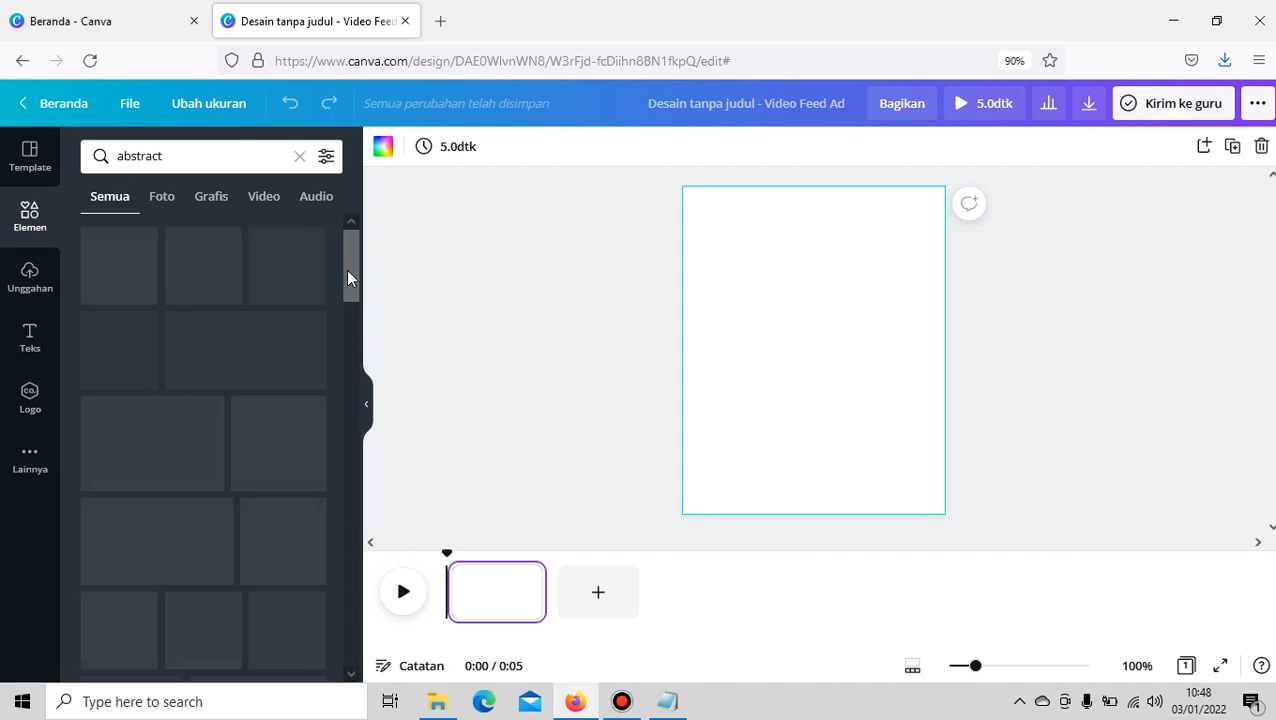 Beranda - Canva
Desain tanpa judul - Video Feed
https://www.canva.com/design/DAE0WlvnWN8/W3rFjd-fcDiihn8BN1fkpQ/edit#
90%
Beranda
File
Ubah ukuran
Semua perubahan telah disimpan
Desain tanpa judul - Video Feed Ad
Bagikan
5.0dtk
Kirim ke guru
Template
Elemen
Unggahan
Teks
CO.
Logo
Lainnya
abstract
Semua
Foto
Grafis
Video
Audio
5.0dtk
Catatan
0:00 / 0:05
100%
1
Type here to search
10:48
03/01/2022
1